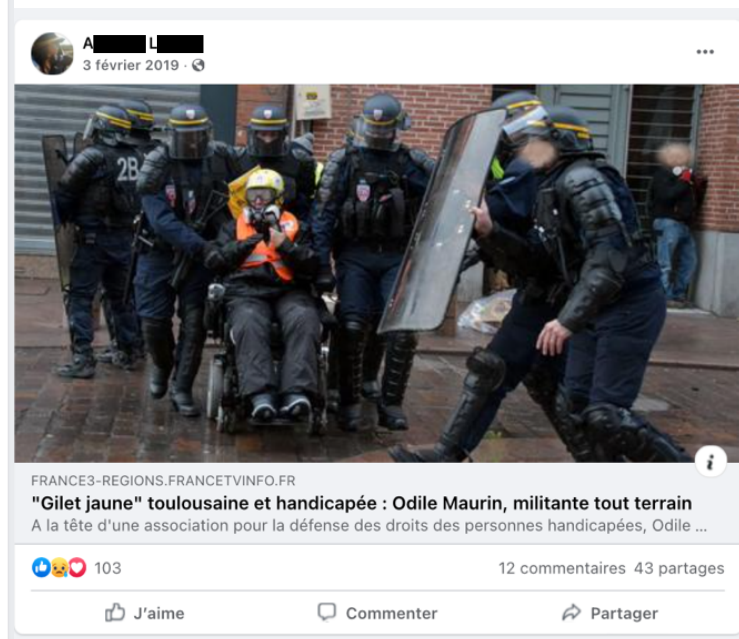 A L
3 février 2019
2B
FRANCE3-REGIONS.FRANCETVINFO.FR
"Gilet jaune" toulousaine et handicapée : Odile Maurin, militante tout terrain
A la tête d'une association pour la défense des droits des personnes handicapées, Odile ...
103
12 commentaires 43 partages
J'aime
Commenter
Partager